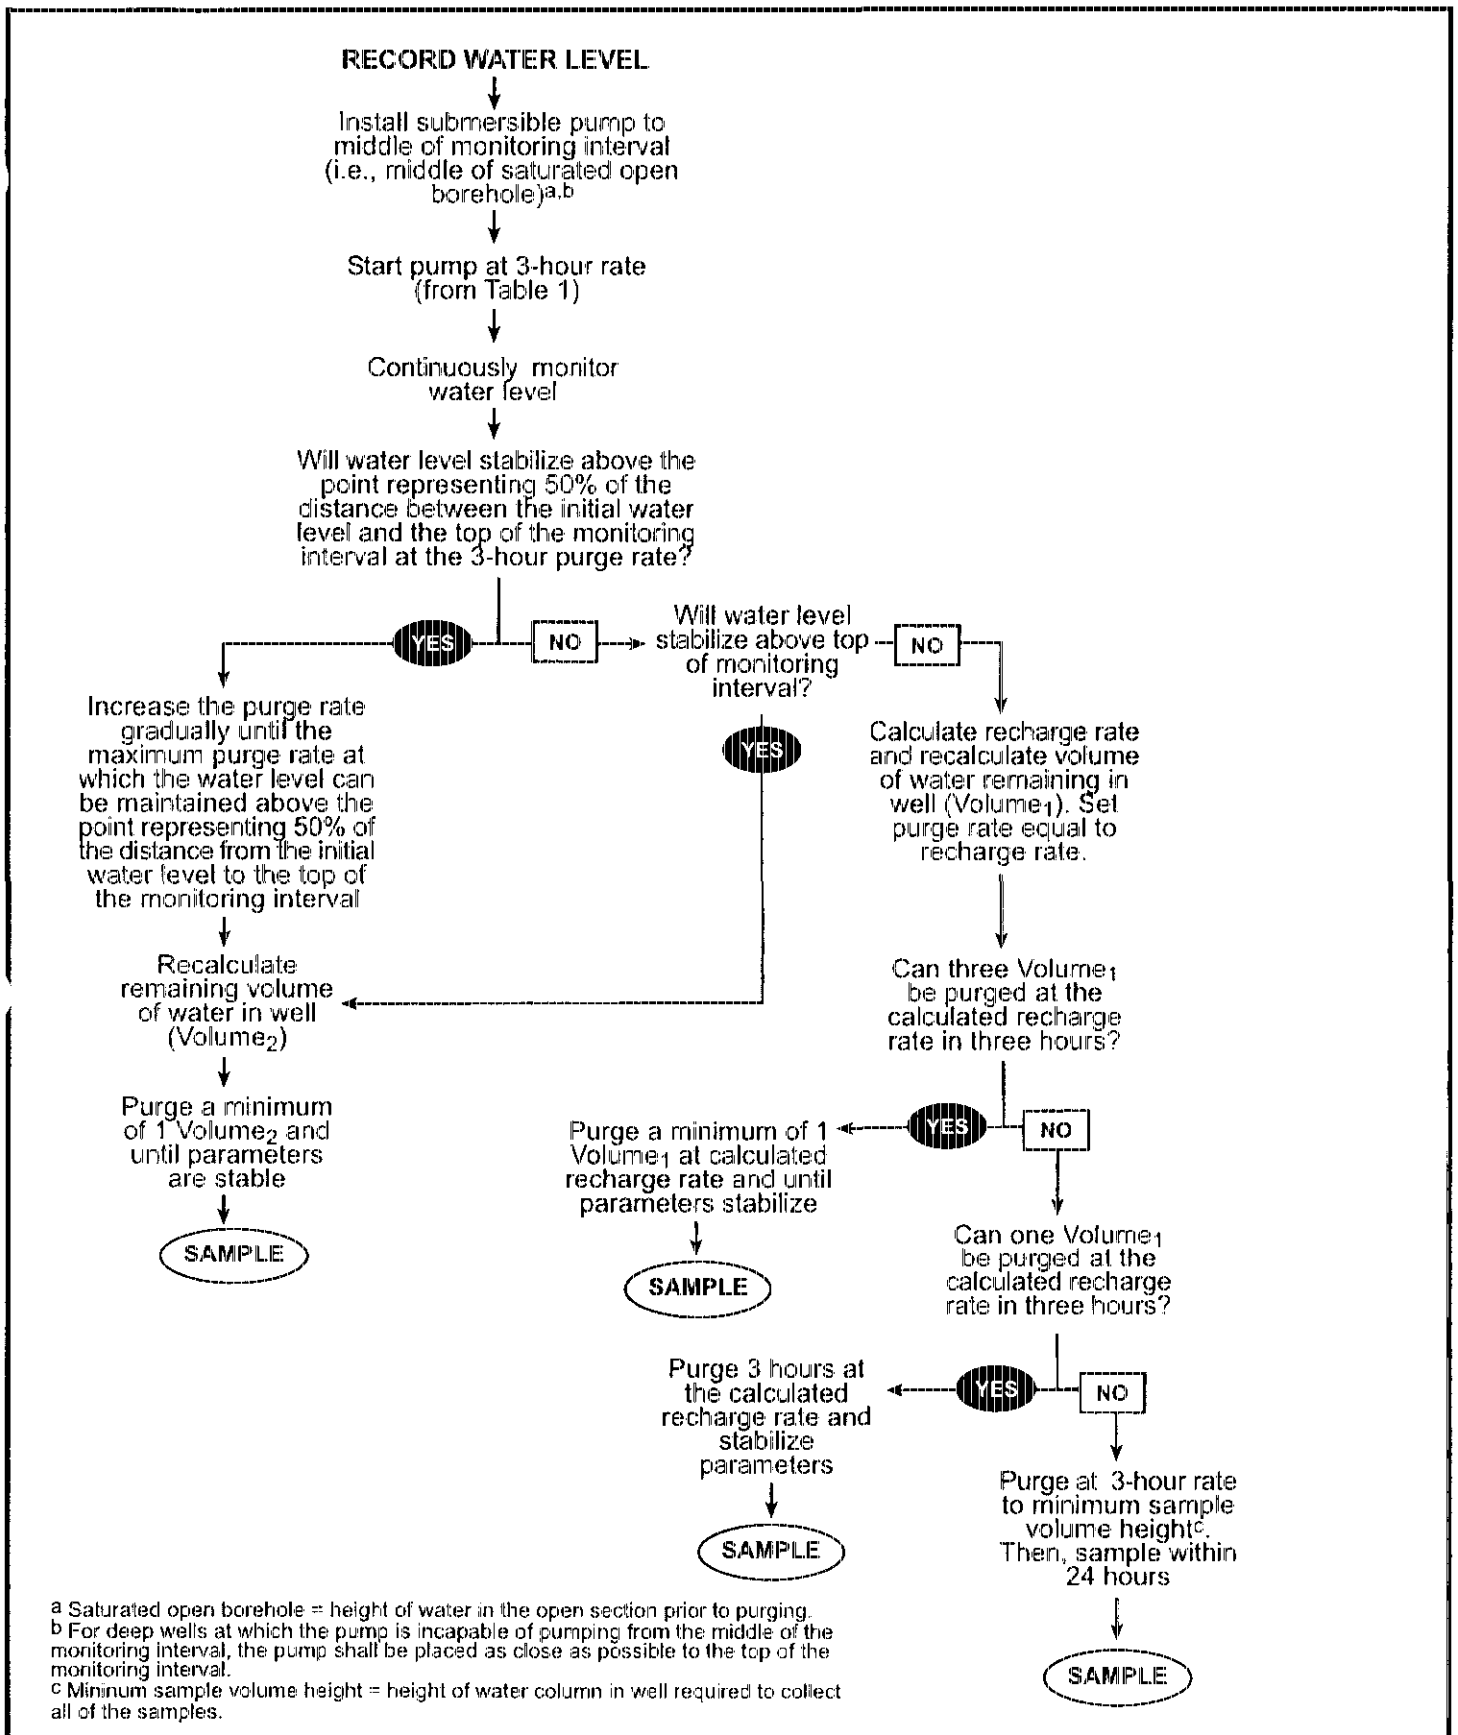 RECORD WATER LEVEL
Install submersible pump to
middle of monitoring interval
(i.e., middle of saturated open
borehole)a,b
Start pump at 3-hour rate
(from Table 1)
Continuously monitor
water level
Will water level stabilize above the
point representing 50% of the
distance between the initial water
level and the top of the monitoring
interval at the 3-hour purge rate?
YES
NO
Will water level
stabilize above top
of monitoring
interval?
NO
YES
Increase the purge rate
gradually until the
maximum purge rate at
which the water level can
be maintained above the
point representing 50% of
the distance from the initial
water level to the top of
the monitoring interval
Calculate recharge rate
and recalculate volume
of water remaining in
well (Volume1). Set
purge rate equal to
recharge rate.
Recalculate
remaining volume
of water in well
(Volume2)
Can three Volume1
be purged at the
calculated recharge
rate in three hours?
Purge a minimum
of 1 Volume2 and
until parameters
are stable
SAMPLE
YES
NO
Purge a minimum of 1
Volume1 at calculated
recharge rate and until
parameters stabilize
SAMPLE
Can one Volume1
be purged at the
calculated recharge
rate in three hours?
YES
NO
Purge 3 hours at
the calculated
recharge rate and
stabilize
parameters
SAMPLE
Purge at 3-hour rate
to minimum sample
volume heightc.
Then, sample within
24 hours
SAMPLE
a Saturated open borehole = height of water in the open section prior to purging.
b For deep wells at which the pump is incapable of pumping from the middle of the
monitoring interval, the pump shall be placed as close as possible to the top of the
monitoring interval.
c Mininum sample volume height = height of water column in well required to collect
all of the samples.